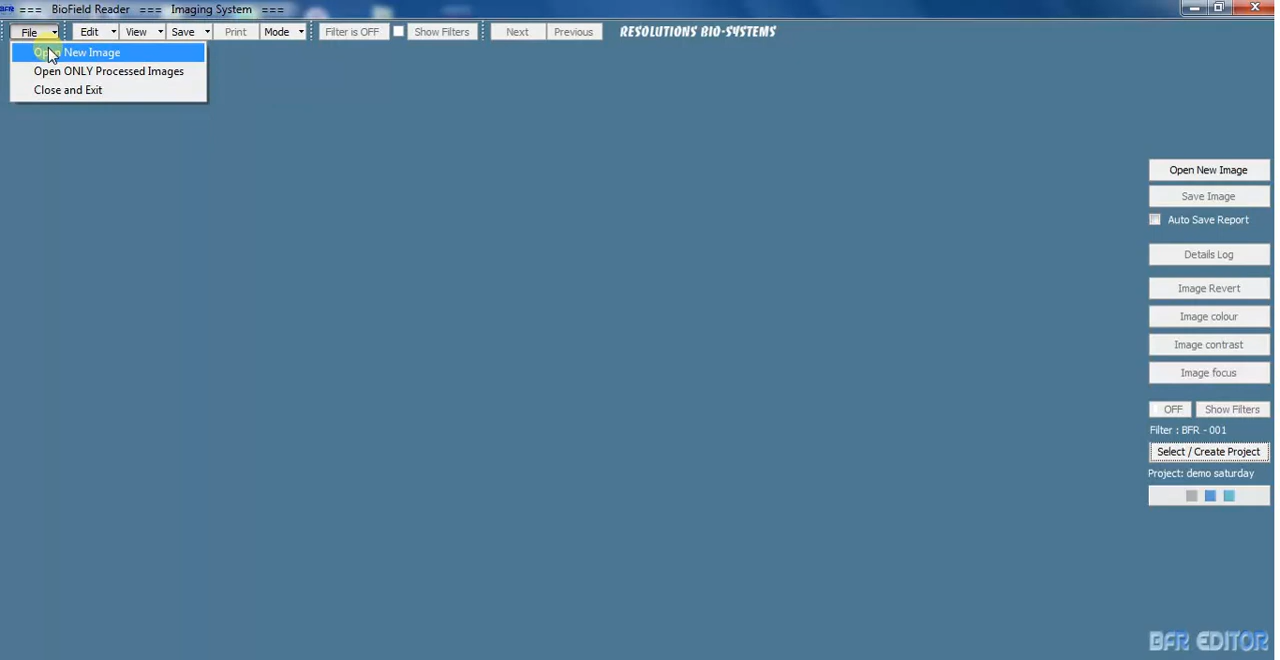 BFR === BioField Reader === Imaging System ===
File Edit View Save Print Mode Filter is OFF Show Filters Next Previous RESOLUTIONS BIO-SYSTEMS
Open New Image
Open ONLY Processed Images
Close and Exit
Open New Image
Save Image
Auto Save Report
Details Log
Image Revert
Image colour
Image contrast
Image focus
OFF Show Filters
Filter : BFR - 001
Select / Create Project
Project: demo saturday
BFR EDITOR